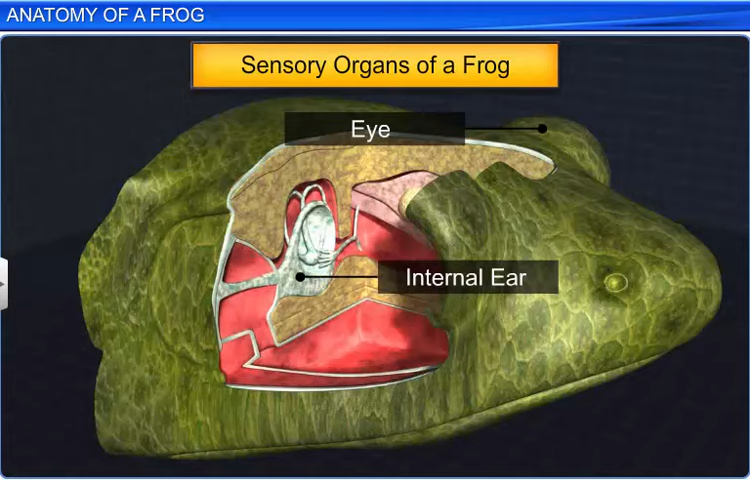 ANATOMY OF A FROG
Sensory Organs of a Frog
Eye
Internal Ear